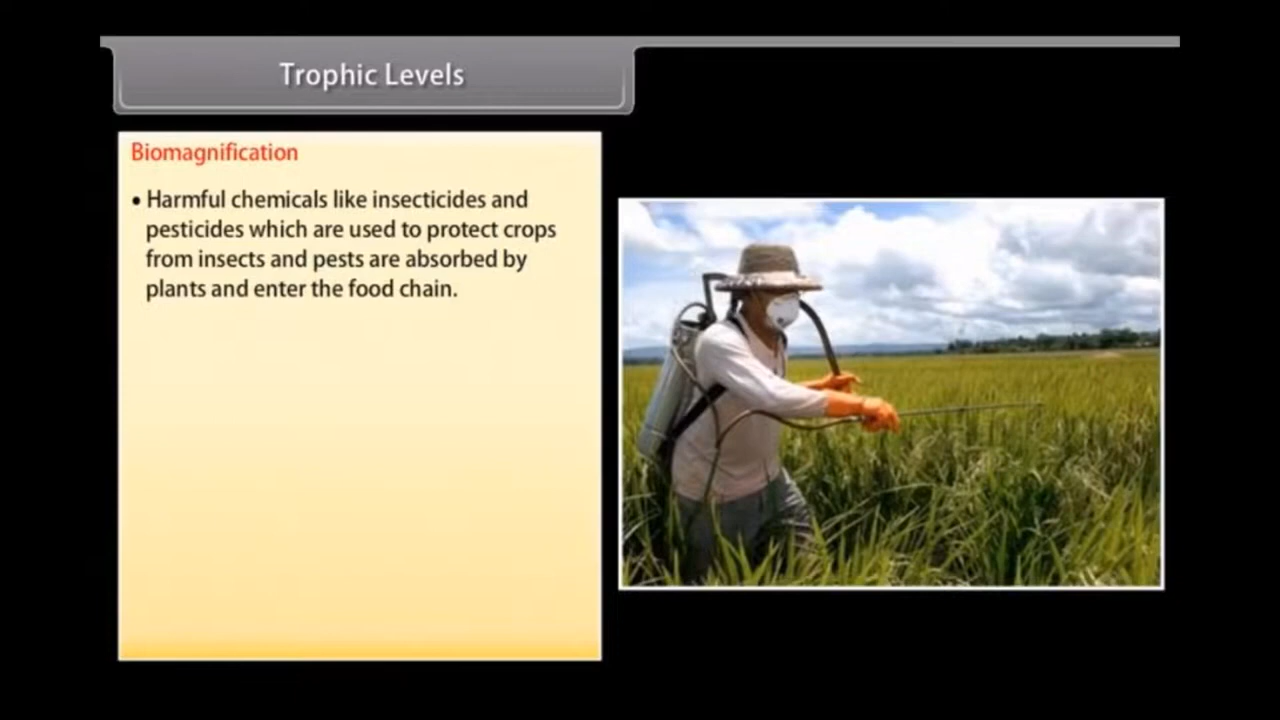 Trophic Levels
Biomagnification
• Harmful chemicals like insecticides and
pesticides which are used to protect crops
from insects and pests are absorbed by
plants and enter the food chain.